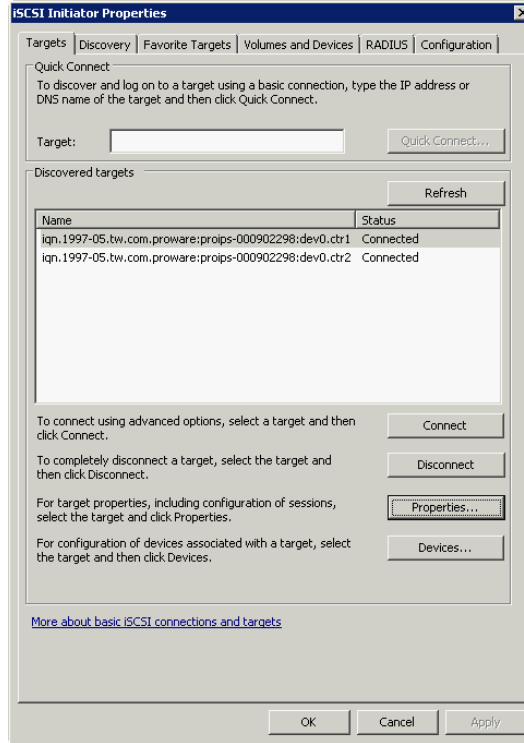 iSCSI Initiator Properties
Targets Discovery Favorite Targets Volumes and Devices RADIUS Configuration
Quick Connect
To discover and log on to a target using a basic connection, type the IP address or
DNS name of the target and then click Quick Connect.
Target:
Quick Connect...
Discovered targets
Refresh
Name Status
iqn.1997-05.tw.com.proware:proips-000902298:dev0.ctr1 Connected
iqn.1997-05.tw.com.proware:proips-000902298:dev0.ctr2 Connected
To connect using advanced options, select a target and then
click Connect.
Connect
To completely disconnect a target, select the target and
then click Disconnect.
Disconnect
For target properties, including configuration of sessions,
select the target and click Properties.
Properties...
For configuration of devices associated with a target, select
the target and then click Devices.
Devices...
More about basic iSCSI connections and targets
OK Cancel Apply